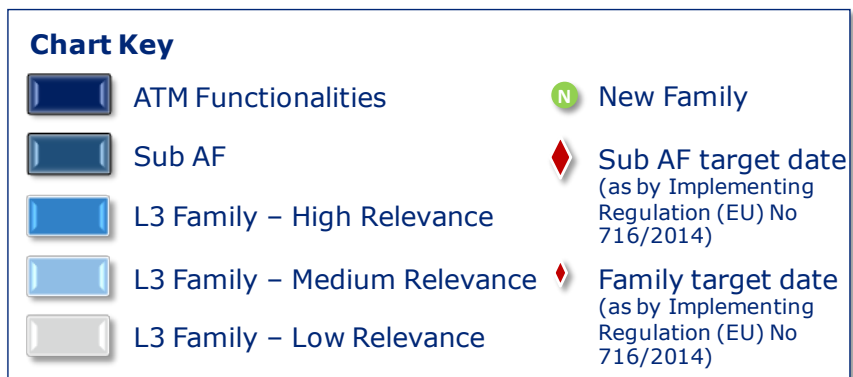 Chart Key
ATM Functionalities
Sub AF
L3 Family – High Relevance
L3 Family – Medium Relevance
L3 Family – Low Relevance
N New Family
Sub AF target date
(as by Implementing
Regulation (EU) No
716/2014)
Family target date
(as by Implementing
Regulation (EU) No
716/2014)